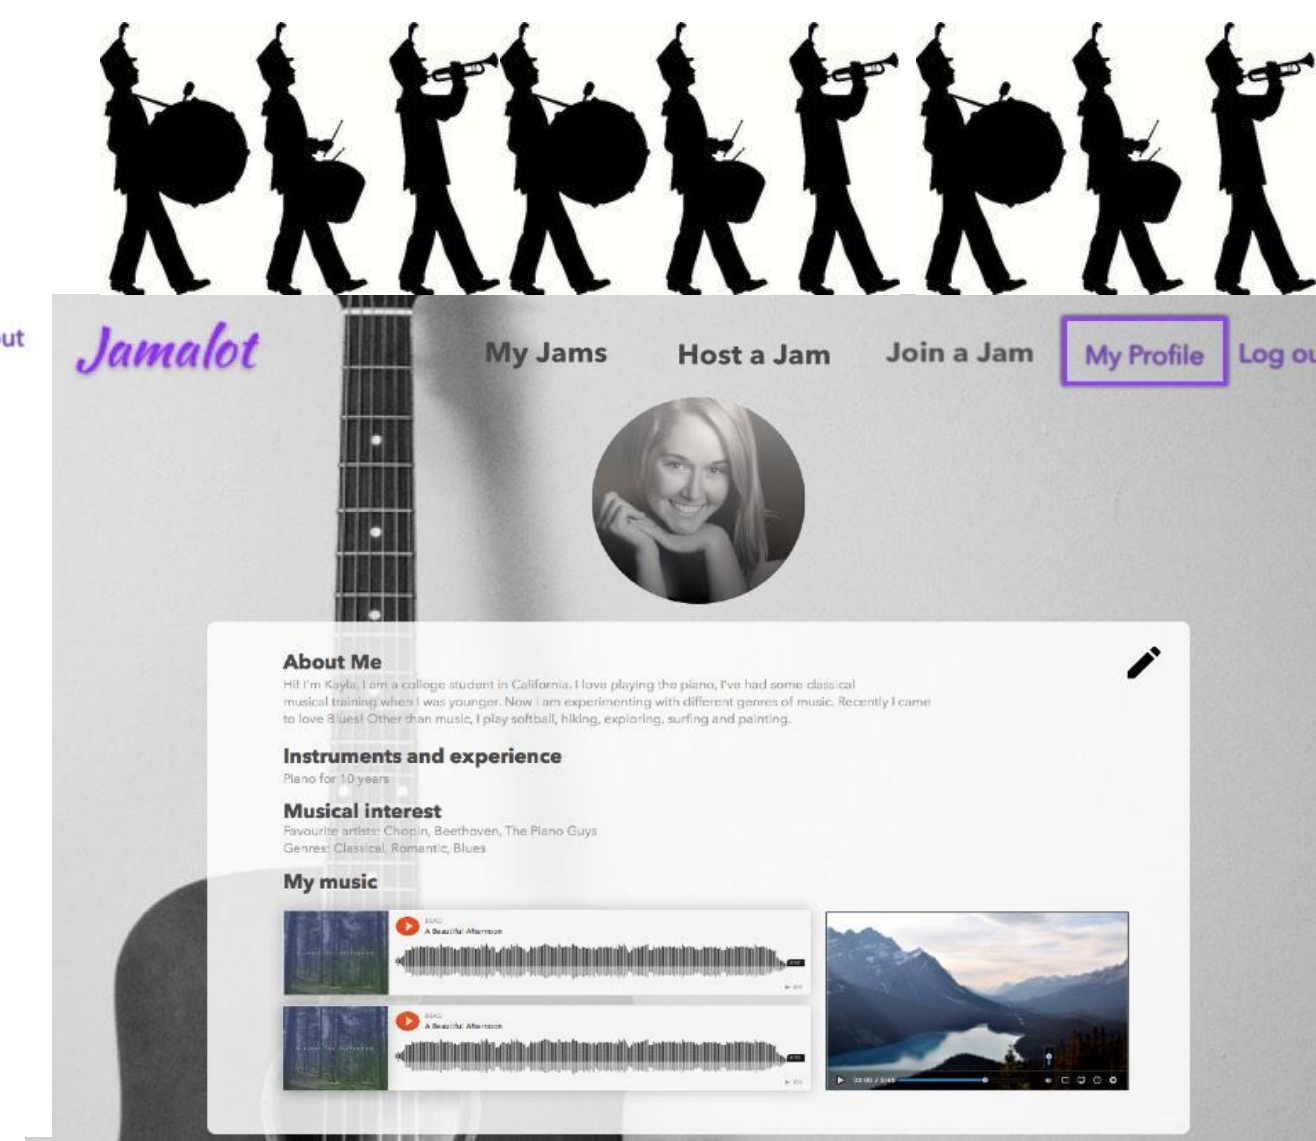 ut
Jamalot
My Jams
Host a Jam
Join a Jam
My Profile
Log ou
About Me
Hi! I'm Kayla, I am a college student in California. I love playing the piano, I've had some classical
musical training when I was younger. Now I am experimenting with different genres of music. Recently I came
to love Blues! Other than music, I play softball, hiking, exploring, surfing and painting.
Instruments and experience
Piano for 10 years
Musical interest
Favourite artists: Chopin, Beethoven, The Piano Guys
Genres: Classical, Romantic, Blues
My music
A Beautiful Afternoon
A Beautiful Afternoon